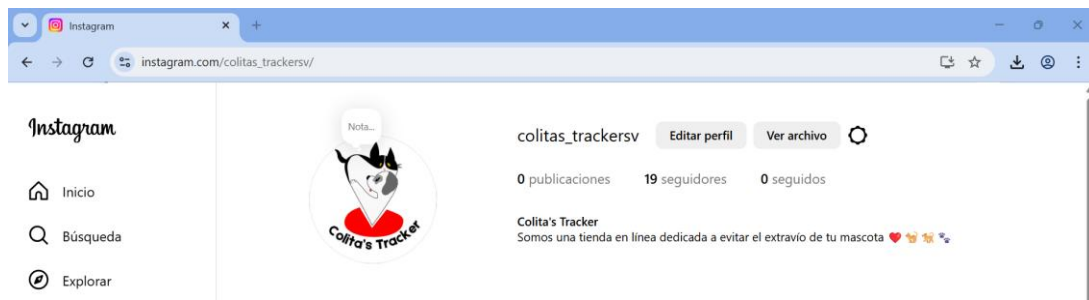 Instagram
instagram.com/colitas_trackersv/
Instagram
Nota...
colitas_trackersv Editar perfil Ver archivo
0 publicaciones 19 seguidores 0 seguidos
Colita's Tracker
Inicio
Colita's Tracker
Somos una tienda en línea dedicada a evitar el extravío de tu mascota ❤️ 🐕 🐈 🐾
Búsqueda
Explorar